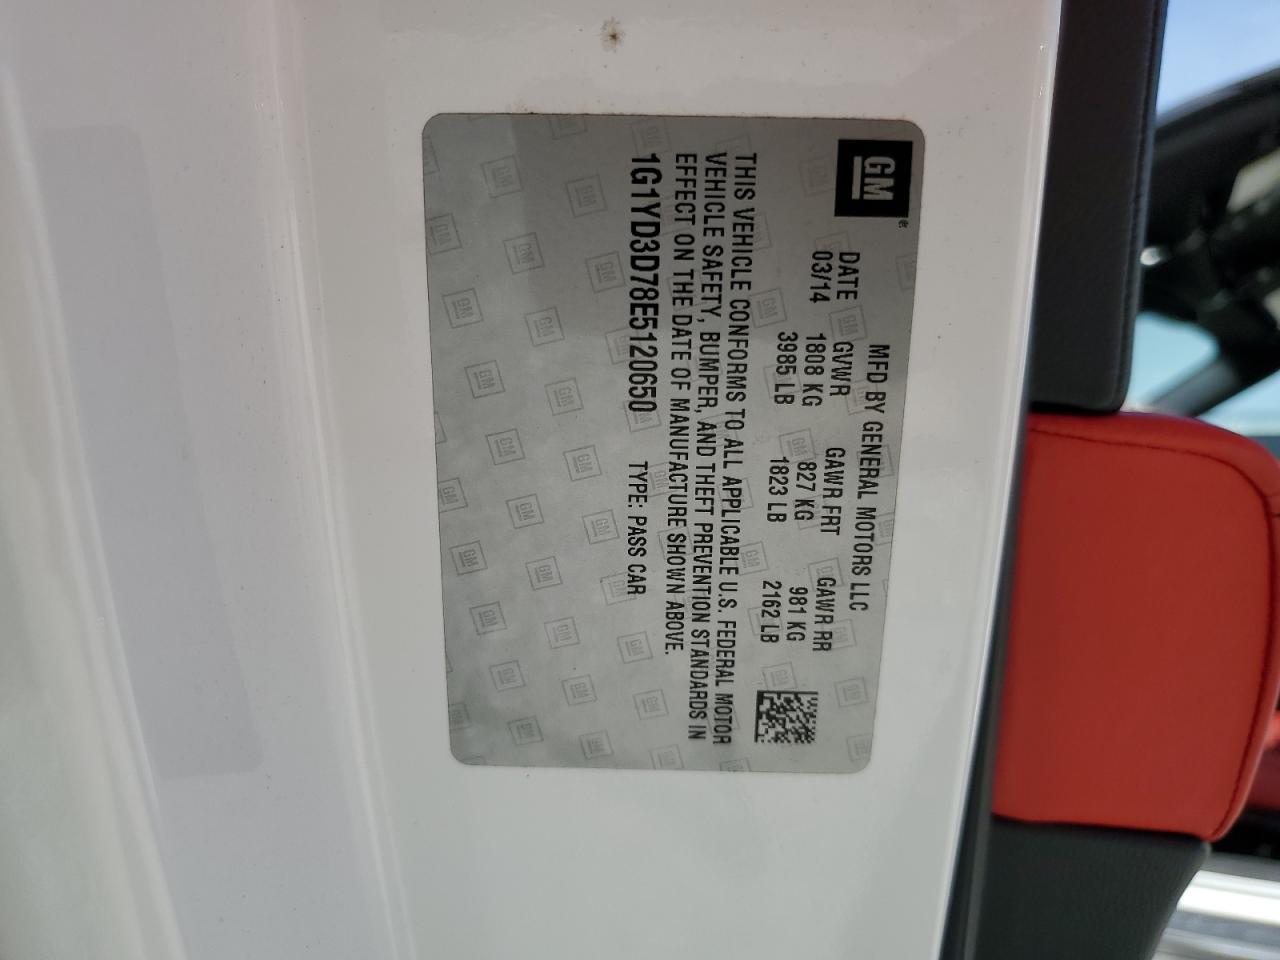 GM®
MFD BY GENERAL MOTORS LLC
DATE GVWR GAWR FRT GAWR RR
03/14 1808 KG 827 KG 981 KG
3985 LB 1823 LB 2162 LB
THIS VEHICLE CONFORMS TO ALL APPLICABLE U.S. FEDERAL MOTOR
VEHICLE SAFETY, BUMPER, AND THEFT PREVENTION STANDARDS IN
EFFECT ON THE DATE OF MANUFACTURE SHOWN ABOVE.
1G1YD3D78E5120650 TYPE: PASS CAR